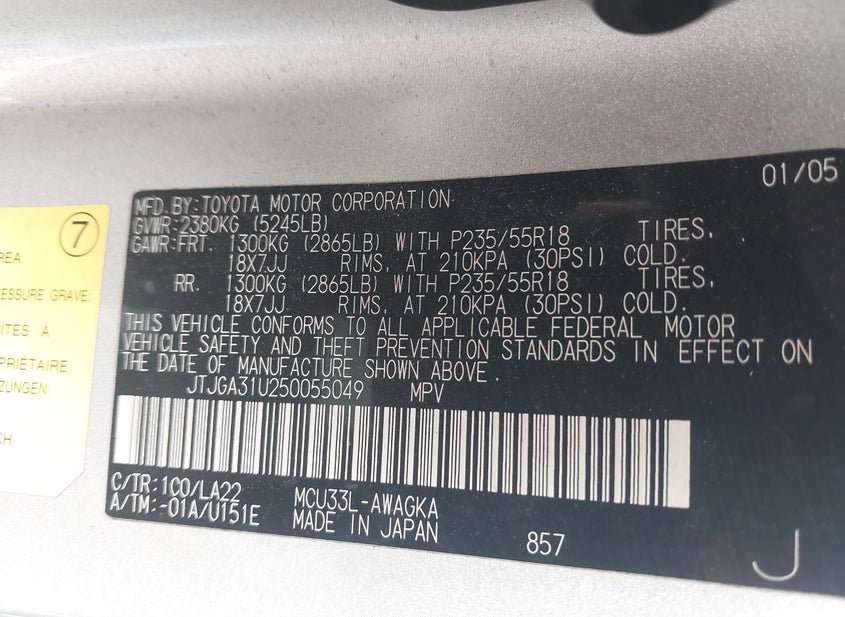 7
REA.
ESSURE GRAVE
ITES À
PRIÉTAIRE
ZUNGEN
CH
01/05
MFD. BY: TOYOTA MOTOR CORPORATION
GVWR: 2380KG (5245LB)
GAWR: FRT. 1300KG (2865LB) WITH P235/55R18 TIRES,
18X7JJ RIMS, AT 210KPA (30PSI) COLD.
RR. 1300KG (2865LB) WITH P235/55R18 TIRES,
18X7JJ RIMS, AT 210KPA (30PSI) COLD.
THIS VEHICLE CONFORMS TO ALL APPLICABLE FEDERAL MOTOR
VEHICLE SAFETY AND THEFT PREVENTION STANDARDS IN EFFECT ON
THE DATE OF MANUFACTURE SHOWN ABOVE.
JTJGA31U250055049 MPV
C/TR: 1C0/LA22 MCU33L-AWAGKA
A/TM: -01A/U151E MADE IN JAPAN 857
J